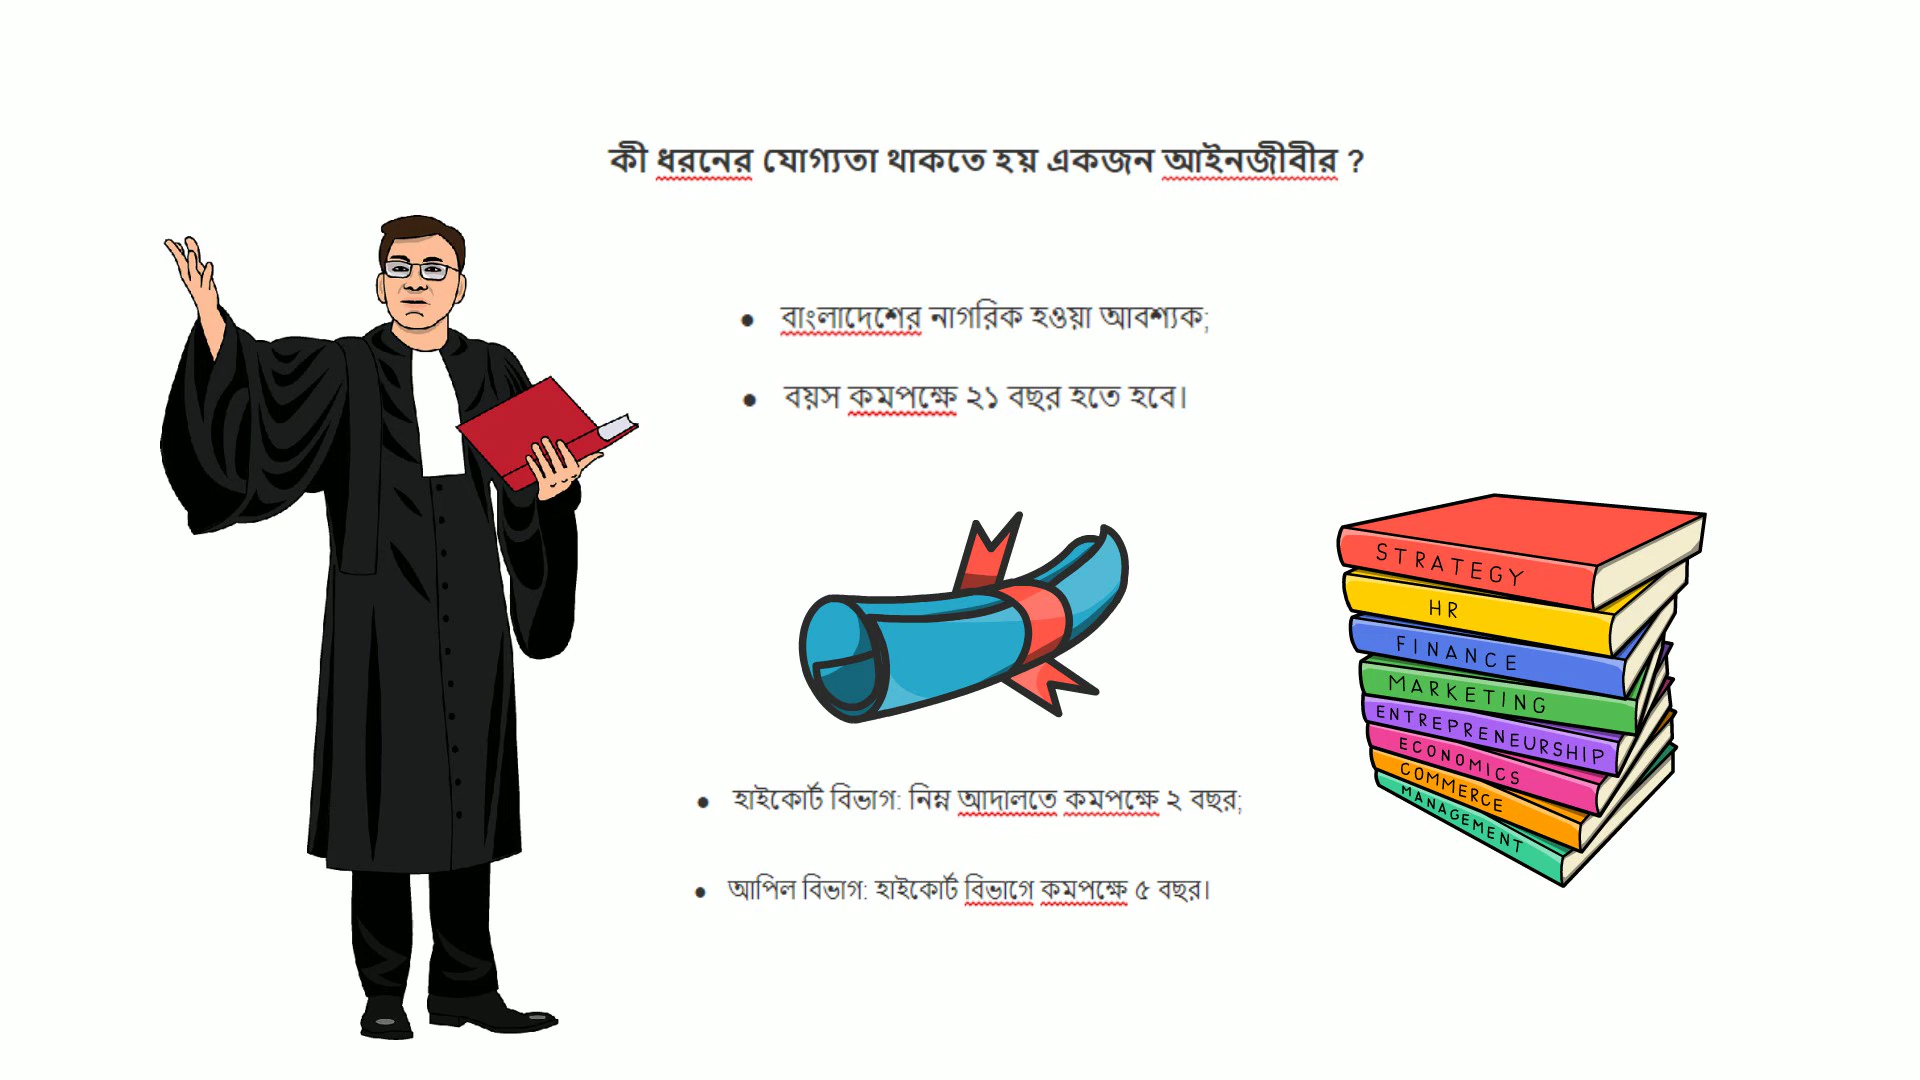 কী ধরনের যোগ্যতা থাকতে হয় একজন আইনজীবীর ?
• বাংলাদেশের নাগরিক হওয়া আবশ্যক;
• বয়স কমপক্ষে ২১ বছর হতে হবে।
STRATEGY
HR
FINANCE
MARKETING
ENTREPRENEURSHIP
ECONOMICS
COMMERCE
MANAGEMENT
• হাইকোর্ট বিভাগ: নিম্ন আদালতে কমপক্ষে ২ বছর;
• আপিল বিভাগ: হাইকোর্ট বিভাগে কমপক্ষে ৫ বছর।